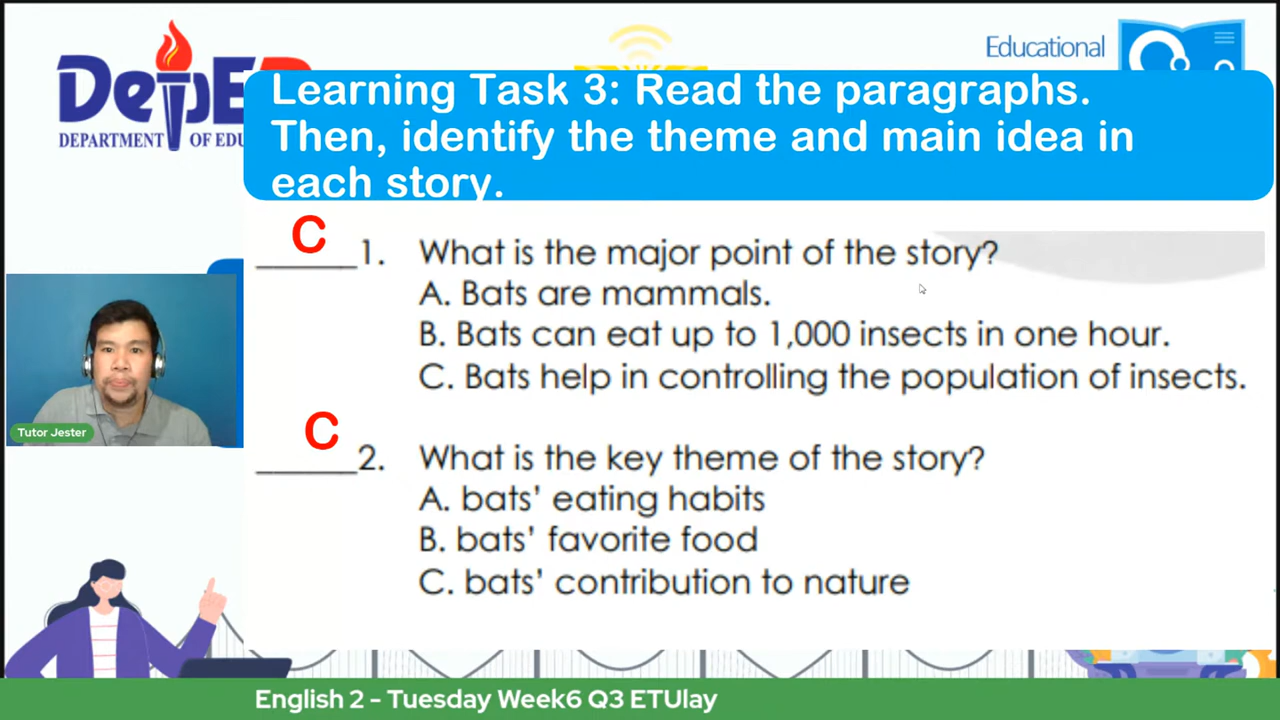 DepED
DEPARTMENT OF EDU
Educational
Learning Task 3: Read the paragraphs.
Then, identify the theme and main idea in
each story.
C
______1. What is the major point of the story?
A. Bats are mammals.
B. Bats can eat up to 1,000 insects in one hour.
C. Bats help in controlling the population of insects.
C
______2. What is the key theme of the story?
A. bats’ eating habits
B. bats’ favorite food
C. bats’ contribution to nature
Tutor Jester
English 2 - Tuesday Week6 Q3 ETUlay